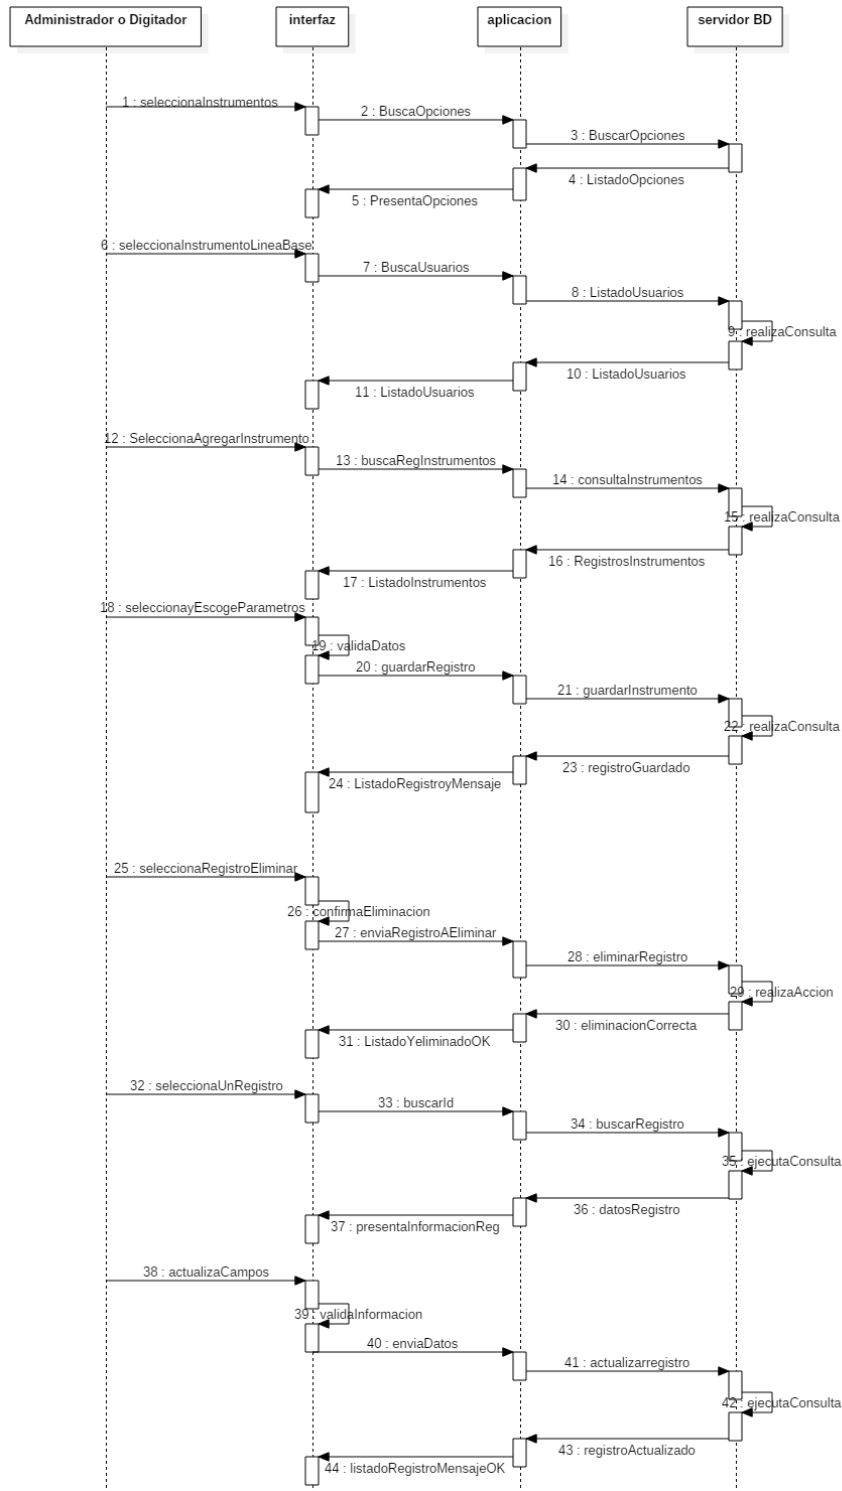 Administrador o Digitador
interfaz
aplicacion
servidor BD
1 : seleccionaInstrumentos
2 : BuscaOpciones
3 : BuscarOpciones
4 : ListadoOpciones
5 : PresentaOpciones
6 : seleccionaInstrumentoLineaBase
7 : BuscaUsuarios
8 : ListadoUsuarios
9 : realizaConsulta
10 : ListadoUsuarios
11 : ListadoUsuarios
12 : SeleccionaAgregarInstrumento
13 : buscaRegInstrumentos
14 : consultaInstrumentos
15 : realizaConsulta
16 : RegistrosInstrumentos
17 : ListadoInstrumentos
18 : seleccionayEscogeParametros
19 : validaDatos
20 : guardarRegistro
21 : guardarInstrumento
22 : realizaConsulta
23 : registroGuardado
24 : ListadoRegistroyMensaje
25 : seleccionaRegistroEliminar
26 : confirmaEliminacion
27 : enviaRegistroAEliminar
28 : eliminarRegistro
29 : realizaAccion
30 : eliminacionCorrecta
31 : ListadoYeliminadoOK
32 : seleccionaUnRegistro
33 : buscarId
34 : buscarRegistro
35 : ejecutaConsulta
36 : datosRegistro
37 : presentaInformacionReg
38 : actualizaCampos
39 : validaInformacion
40 : enviaDatos
41 : actualizarregistro
42 : ejecutaConsulta
43 : registroActualizado
44 : listadoRegistroMensajeOK